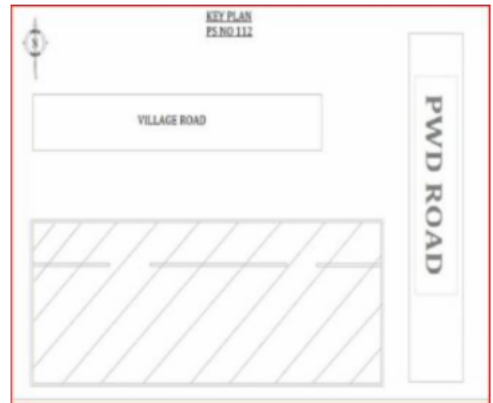 KEY PLAN
PS NO 112
N
VILLAGE ROAD
PWD ROAD